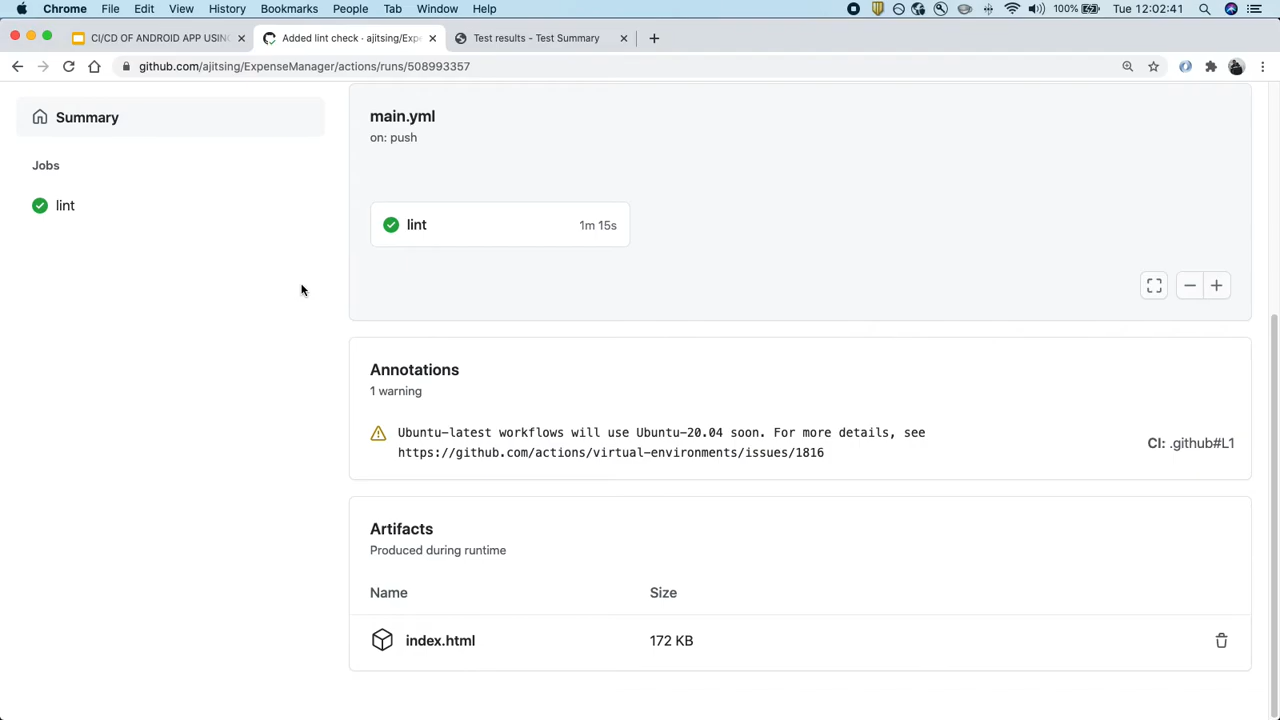 Chrome File Edit View History Bookmarks People Tab Window Help 100% Tue 12:02:41
CI/CD OF ANDROID APP USING
Added lint check · ajitsing/Expe
Test results - Test Summary
github.com/ajitsing/ExpenseManager/actions/runs/508993357
Summary
Jobs
lint
main.yml
on: push
lint 1m 15s
Annotations
1 warning
Ubuntu-latest workflows will use Ubuntu-20.04 soon. For more details, see
https://github.com/actions/virtual-environments/issues/1816
CI: .github#L1
Artifacts
Produced during runtime
Name Size
index.html 172 KB